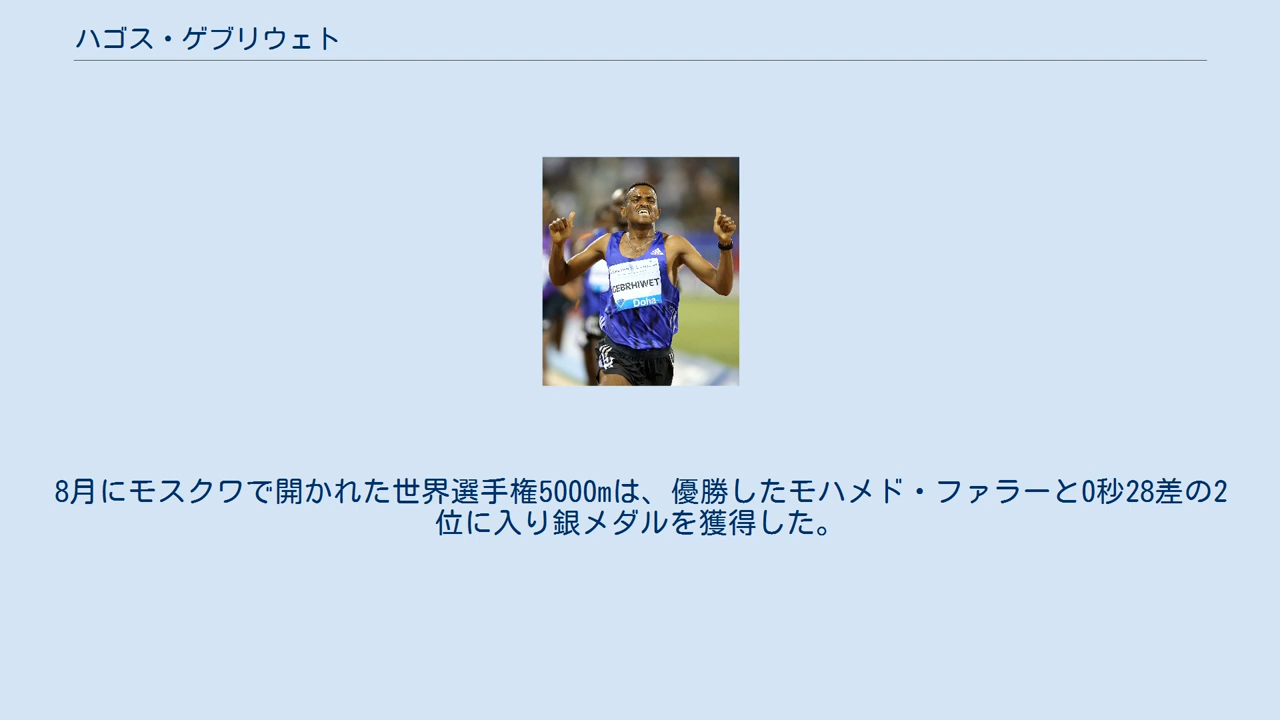 ハゴス・ゲブリウェト
GEBRHIWET
Doha
8月にモスクワで開かれた世界選手権5000mは、優勝したモハメド・ファラーと0秒28差の2
位に入り銀メダルを獲得した。